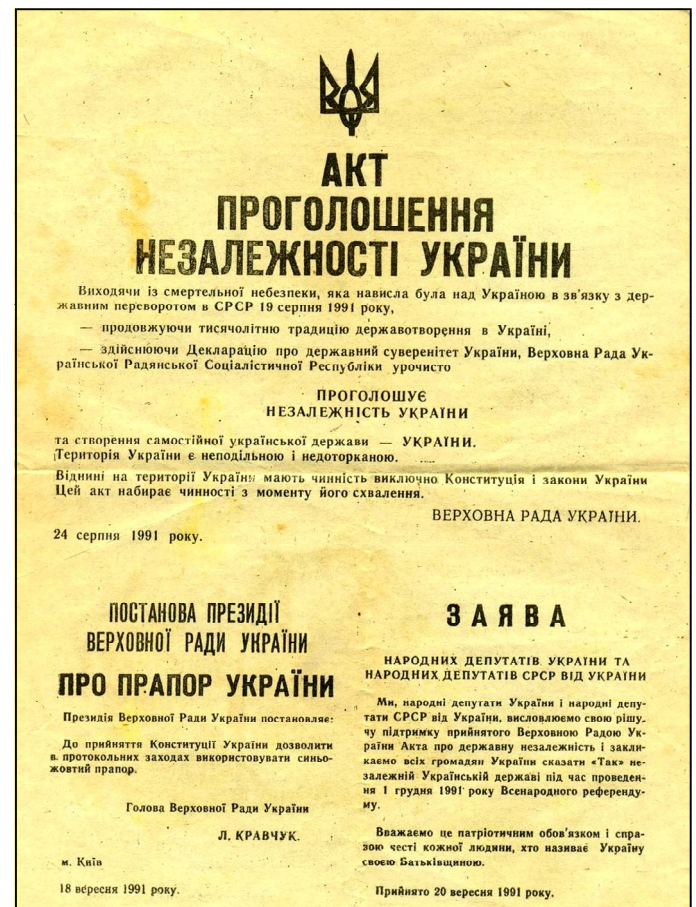 АКТ
ПРОГОЛОШЕННЯ
НЕЗАЛЕЖНОСТІ УКРАЇНИ
Виходячи із смертельної небезпеки, яка нависла була над Україною в зв'язку з дер-
жавним переворотом в СРСР 19 серпня 1991 року,
— продовжуючи тисячолітню традицію державотворення в Україні,
— здійснюючи Декларацію про державний суверенітет України, Верховна Рада Ук-
раїнської Радянської Соціалістичної Республіки урочисто
ПРОГОЛОШУЄ
НЕЗАЛЕЖНІСТЬ УКРАЇНИ
та створення самостійної української держави — УКРАЇНИ.
Територія України є неподільною і недоторканою.
Віднині на території України мають чинність виключно Конституція і закони України
Цей акт набирає чинності з моменту його схвалення.
ВЕРХОВНА РАДА УКРАЇНИ.
24 серпня 1991 року.
ПОСТАНОВА ПРЕЗИДІЇ
ВЕРХОВНОЇ РАДИ УКРАЇНИ
ПРО ПРАПОР УКРАЇНИ
Президія Верховної Ради України постановляє:
До прийняття Конституції України дозволити
в протокольних заходах використовувати синьо-
жовтий прапор.
Голова Верховної Ради України
Л. КРАВЧУК.
м. Київ
18 вересня 1991 року.
ЗАЯВА
НАРОДНИХ ДЕПУТАТІВ УКРАЇНИ ТА
НАРОДНИХ ДЕПУТАТІВ СРСР ВІД УКРАЇНИ
Ми, народні депутати України і народні депу-
тати СРСР від України, висловлюємо свою рішу-
чу підтримку прийнятого Верховною Радою Ук-
раїни Акта про державну незалежність і закли-
каємо всіх громадян України сказати «Так» не-
залежній Українській державі під час проведен-
ня 1 грудня 1991 року Всенародного референду-
му.
Вважаємо це патріотичним обов'язком і спра-
вою честі кожної людини, хто називає Україну
своєю Батьківщиною.
Прийнято 20 вересня 1991 року.